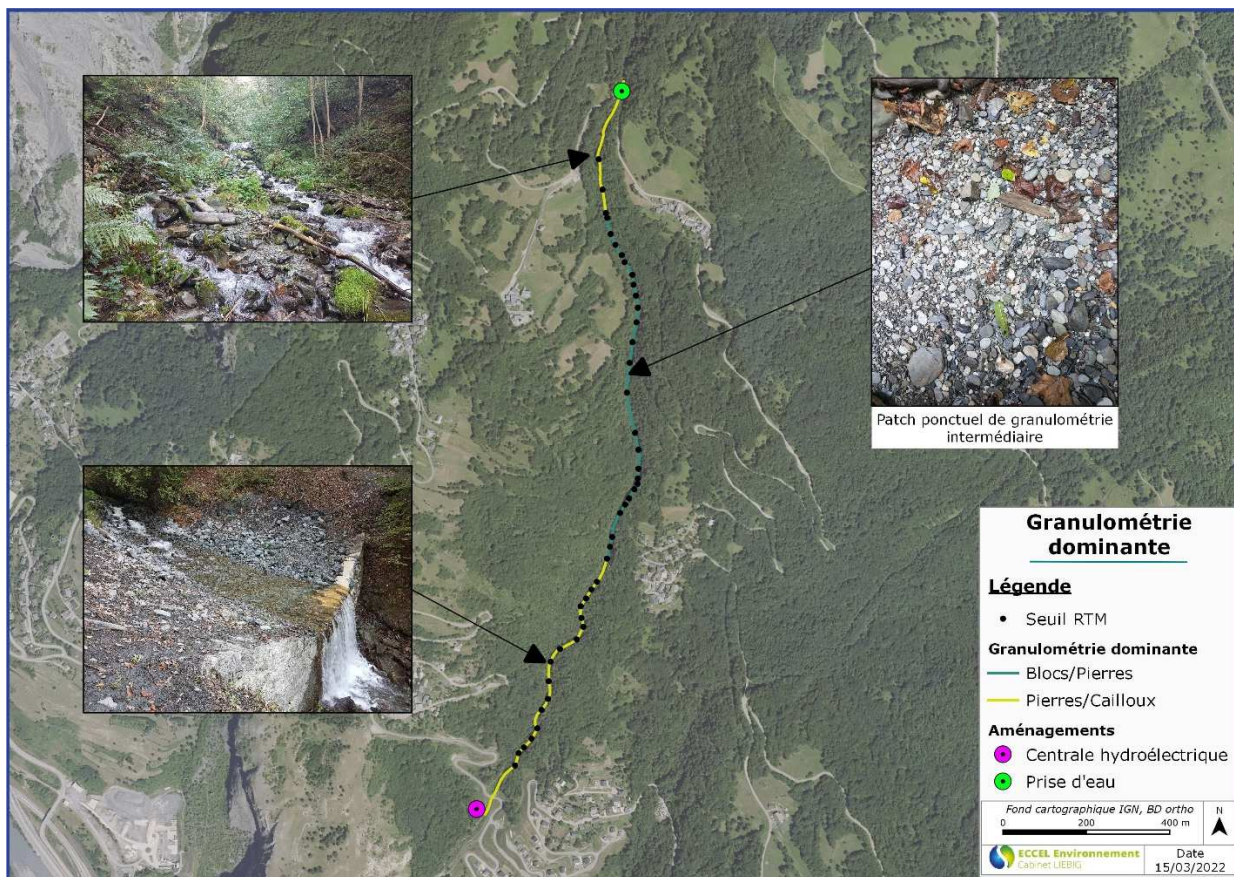 Patch ponctuel de granulométrie
intermédiaire
Granulométrie
dominante
Légende
Seuil RTM
Granulométrie dominante
Blocs/Pierres
Pierres/Cailloux
Aménagements
Centrale hydroélectrique
Prise d'eau
Fond cartographique IGN, BD ortho
0 200 400 m
N
ECCEL Environnement
Cabinet LIEBIG
Date
15/03/2022